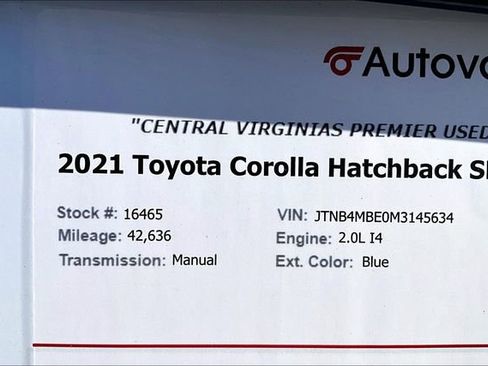 Autov
"CENTRAL VIRGINIAS PREMIER USED
2021 Toyota Corolla Hatchback S
Stock #: 16465 VIN: JTNB4MBE0M3145634
Mileage: 42,636 Engine: 2.0L I4
Transmission: Manual Ext. Color: Blue